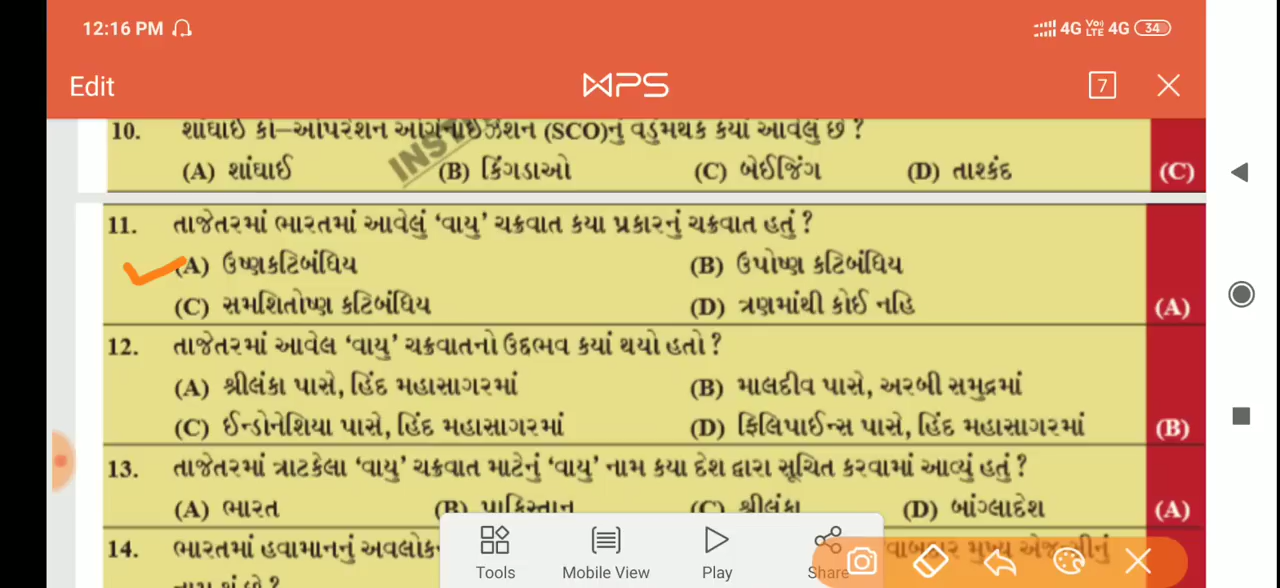 12:16 PM 4G VoLTE 4G 34
Edit WPS 7
10. શાંઘાઈ કો–ઓપરેશન ઓર્ગેનાઈઝેશન (SCO)નું વડુંમથક કયાં આવેલું છે ?
(A) શાંઘાઈ (B) કિંગડાઓ (C) બેઈજિંગ (D) તાશ્કંદ (C)
11. તાજેતરમાં ભારતમાં આવેલું ‘વાયુ’ ચક્રવાત કયા પ્રકારનું ચક્રવાત હતું ?
(A) ઉષ્ણકટિબંધિય (B) ઉપોષ્ણ કટિબંધિય
(C) સમશિતોષ્ણ કટિબંધિય (D) ત્રણમાંથી કોઈ નહિ (A)
12. તાજેતરમાં આવેલ ‘વાયુ’ ચક્રવાતનો ઉદ્દભવ કયાં થયો હતો ?
(A) શ્રીલંકા પાસે, હિંદ મહાસાગરમાં (B) માલદીવ પાસે, અરબી સમુદ્રમાં
(C) ઈન્ડોનેશિયા પાસે, હિંદ મહાસાગરમાં (D) ફિલિપાઈન્સ પાસે, હિંદ મહાસાગરમાં (B)
13. તાજેતરમાં ત્રાટકેલા ‘વાયુ’ ચક્રવાત માટેનું ‘વાયુ’ નામ કયા દેશ દ્વારા સૂચિત કરવામાં આવ્યું હતું ?
(A) ભારત (B) પાકિસ્તાન (C) શ્રીલંકા (D) બાંગ્લાદેશ (A)
14. ભારતમાં હવામાનનું મુખ્ય
Tools Mobile View Play Share